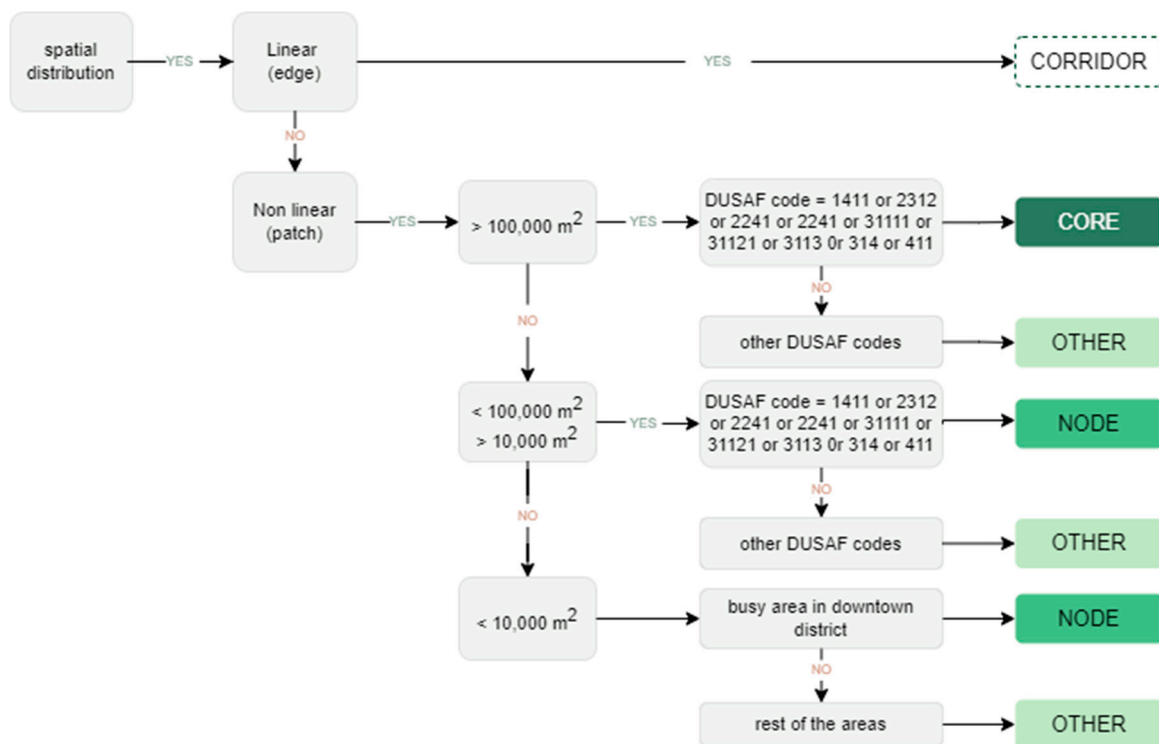 spatial
distribution
YES
Linear
(edge)
YES
CORRIDOR
NO
Non linear
(patch)
YES
> 100,000 m²
YES
DUSAF code = 1411 or 2312
or 2241 or 2241 or 31111 or
31121 or 3113 0r 314 or 411
CORE
NO
NO
other DUSAF codes
OTHER
< 100,000 m²
> 10,000 m²
YES
DUSAF code = 1411 or 2312
or 2241 or 2241 or 31111 or
31121 or 3113 0r 314 or 411
NODE
NO
NO
other DUSAF codes
OTHER
< 10,000 m²
busy area in downtown
district
NODE
NO
rest of the areas
OTHER